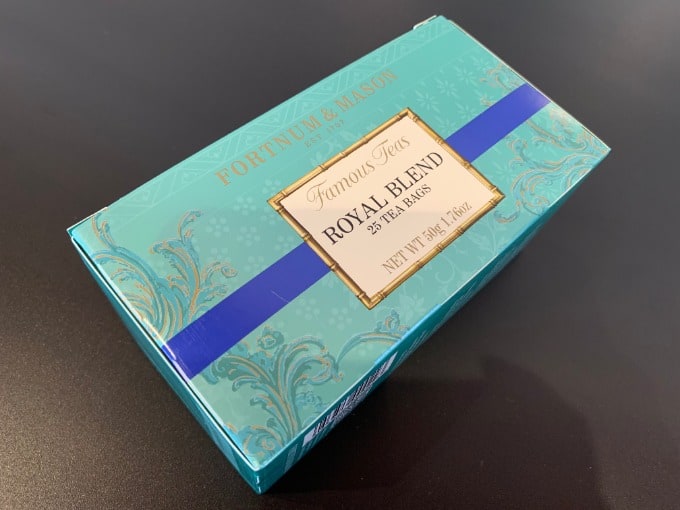 FORTNUM & MASON
EST 1707
Famous Teas
ROYAL BLEND
25 TEA BAGS
NET WT 50g 1.76oz